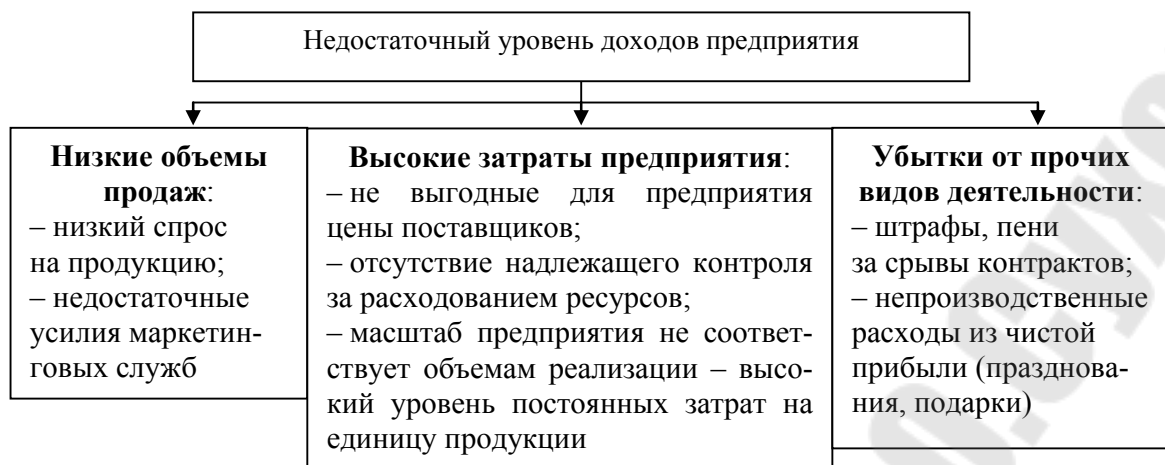 Недостаточный уровень доходов предприятия
Низкие объемы
продаж:
– низкий спрос
на продукцию;
– недостаточные
усилия маркетин-
говых служб
Высокие затраты предприятия:
– не выгодные для предприятия
цены поставщиков;
– отсутствие надлежащего контроля
за расходованием ресурсов;
– масштаб предприятия не соответ-
ствует объемам реализации – высо-
кий уровень постоянных затрат на
единицу продукции
Убытки от прочих
видов деятельности:
– штрафы, пени
за срывы контрактов;
– непроизводственные
расходы из чистой
прибыли (празднова-
ния, подарки)